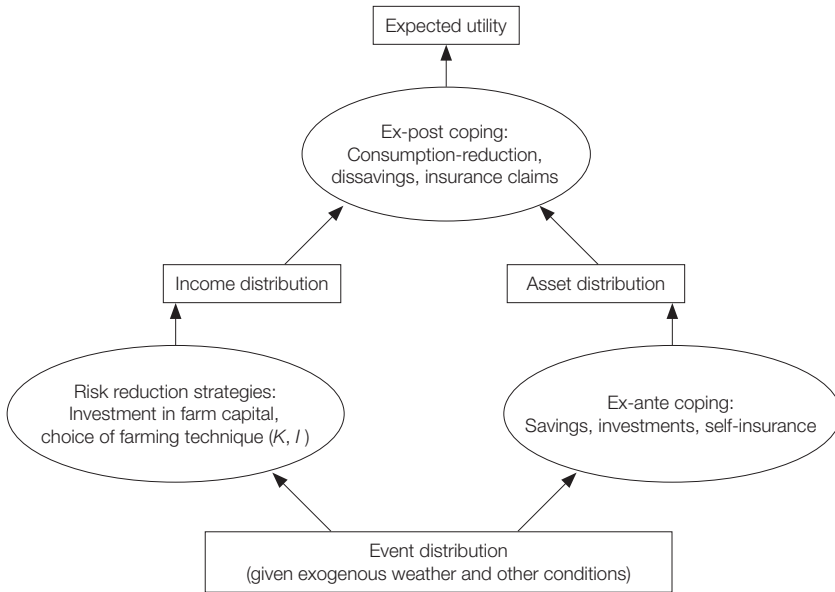 Expected utility
Ex-post coping:
Consumption-reduction,
dissavings, insurance claims
Income distribution
Asset distribution
Risk reduction strategies:
Investment in farm capital,
choice of farming technique (K, I )
Ex-ante coping:
Savings, investments, self-insurance
Event distribution
(given exogenous weather and other conditions)